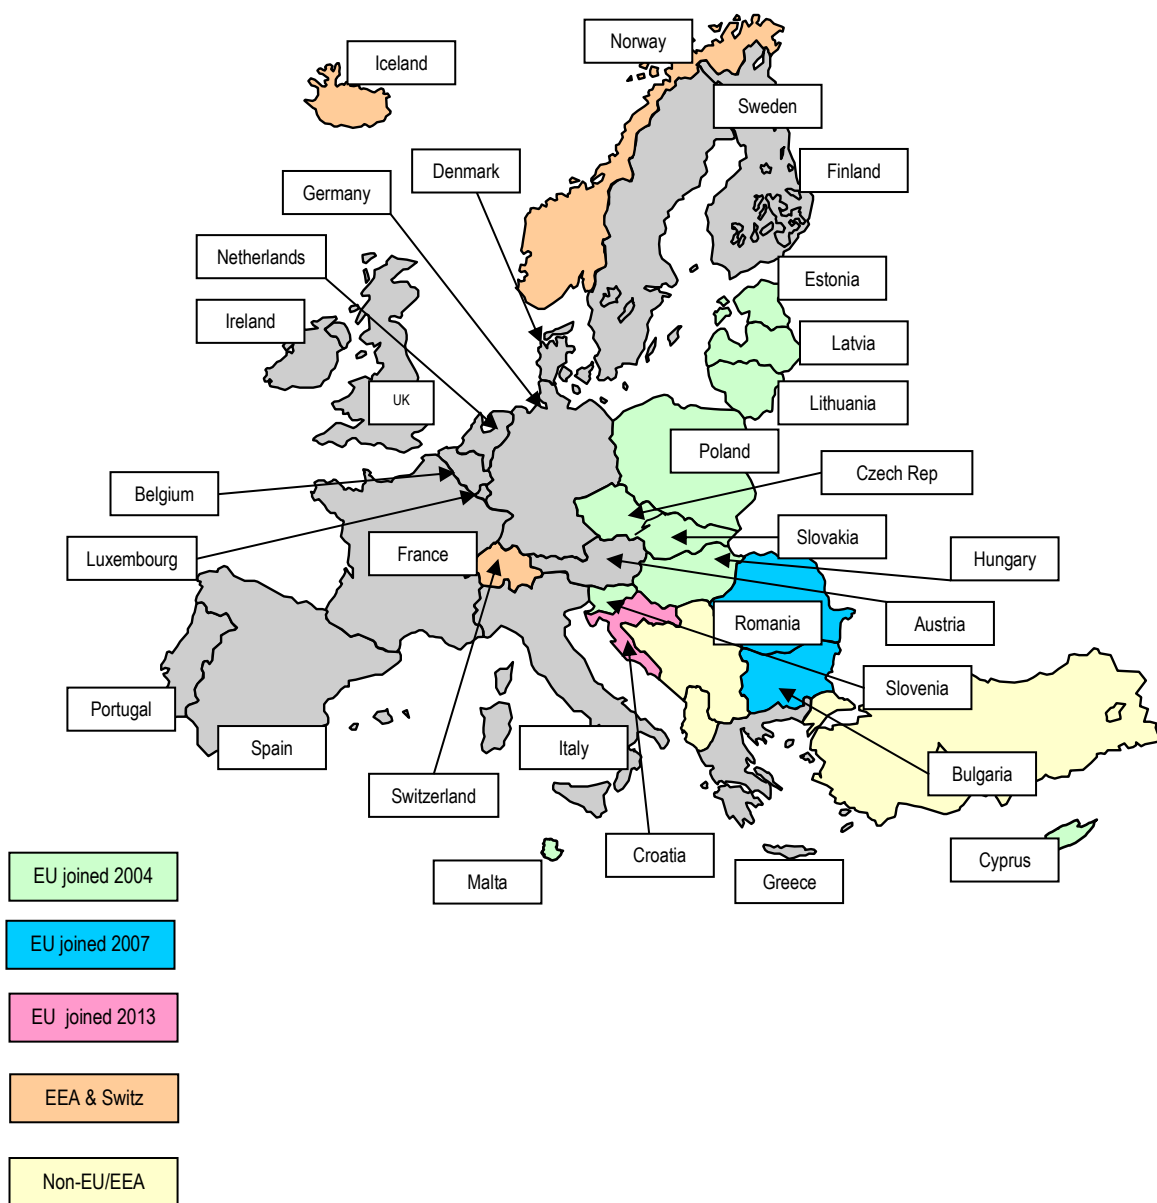 Norway
Iceland
Sweden
Denmark
Finland
Germany
Netherlands
Estonia
Ireland
Latvia
UK
Lithuania
Poland
Czech Rep
Belgium
Slovakia
France
Luxembourg
Hungary
Romania
Austria
Slovenia
Portugal
Spain
Italy
Bulgaria
Switzerland
Croatia
Cyprus
Malta
Greece
EU joined 2004
EU joined 2007
EU  joined 2013
EEA & Switz
Non-EU/EEA